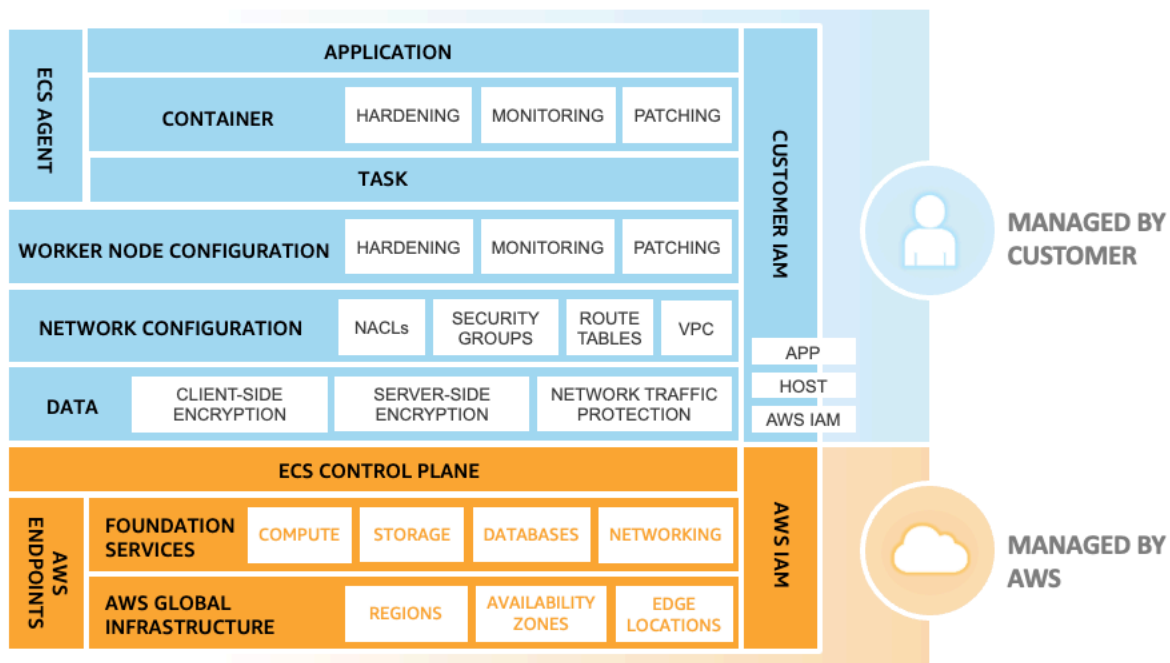 ECS AGENT
APPLICATION
CONTAINER
HARDENING
MONITORING
PATCHING
TASK
WORKER NODE CONFIGURATION
HARDENING
MONITORING
PATCHING
NETWORK CONFIGURATION
NACLs
SECURITY
GROUPS
ROUTE
TABLES
VPC
DATA
CLIENT-SIDE
ENCRYPTION
SERVER-SIDE
ENCRYPTION
NETWORK TRAFFIC
PROTECTION
CUSTOMER IAM
APP
HOST
AWS IAM
MANAGED BY
CUSTOMER
ECS CONTROL PLANE
AWS
ENDPOINTS
FOUNDATION
SERVICES
COMPUTE
STORAGE
DATABASES
NETWORKING
AWS GLOBAL
INFRASTRUCTURE
REGIONS
AVAILABILITY
ZONES
EDGE
LOCATIONS
AWS IAM
MANAGED BY
AWS